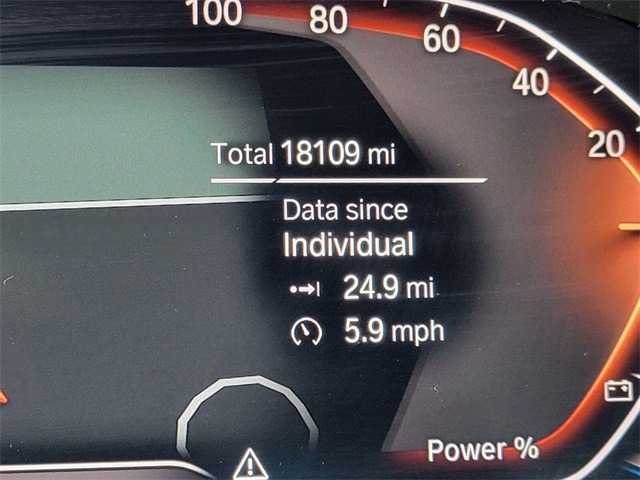 100
80
60
40
20
Total 18109 mi
Data since
Individual
24.9 mi
5.9 mph
Power %